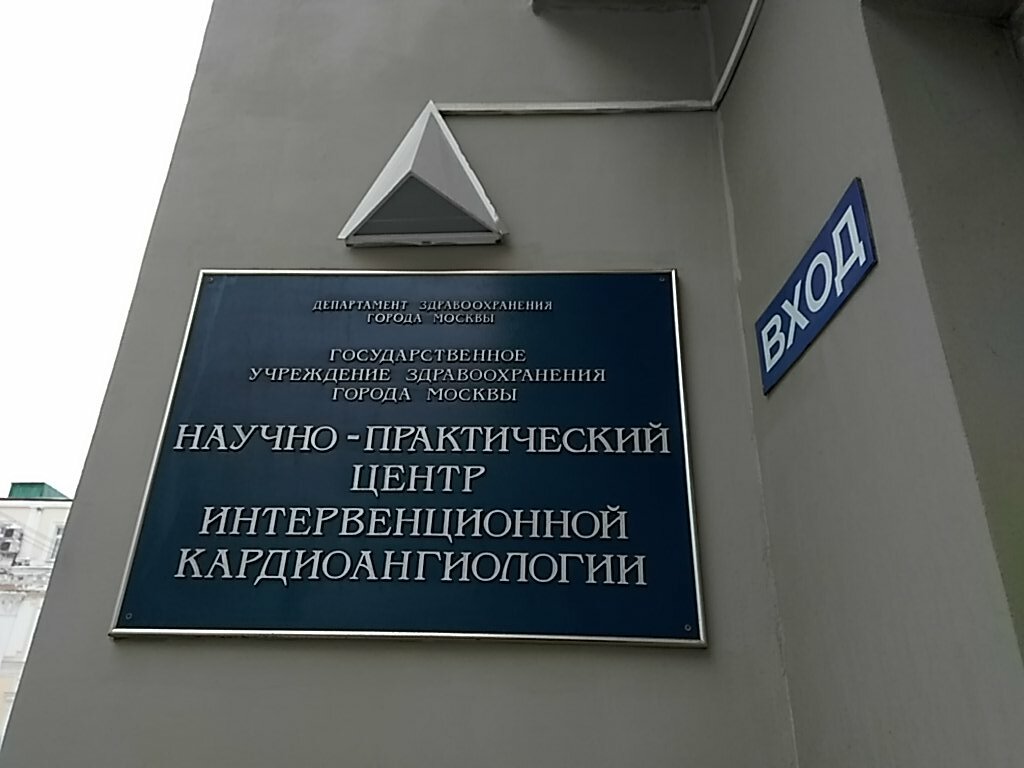 ДЕПАРТАМЕНТ ЗДРАВООХРАНЕНИЯ
ГОРОДА МОСКВЫ
ГОСУДАРСТВЕННОЕ
УЧРЕЖДЕНИЕ ЗДРАВООХРАНЕНИЯ
ГОРОДА МОСКВЫ
НАУЧНО-ПРАКТИЧЕСКИЙ
ЦЕНТР
ИНТЕРВЕНЦИОННОЙ
КАРДИОАНГИОЛОГИИ
ВХОД